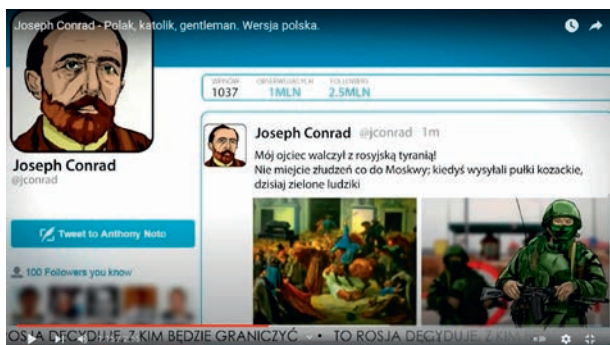 Joseph Conrad - Polak, katolik, gentleman. Wersja polska.
WPISÓW OBSERWUJĄCYCH FOLLOWERS
1037 1MLN 2.5MLN
Joseph Conrad @jconrad 1m
Mój ojciec walczył z rosyjską tyranią!
Nie miejcie złudzeń co do Moskwy; kiedyś wysyłali pułki kozackie,
dzisiaj zielone ludziki
Joseph Conrad
@jconrad
Tweet to Anthony Noto
100 Followers you know
OSJA DECYDUJE, Z KIM BĘDZIE GRANICZYĆ • TO ROSJA DECYDUJE, Z KIM